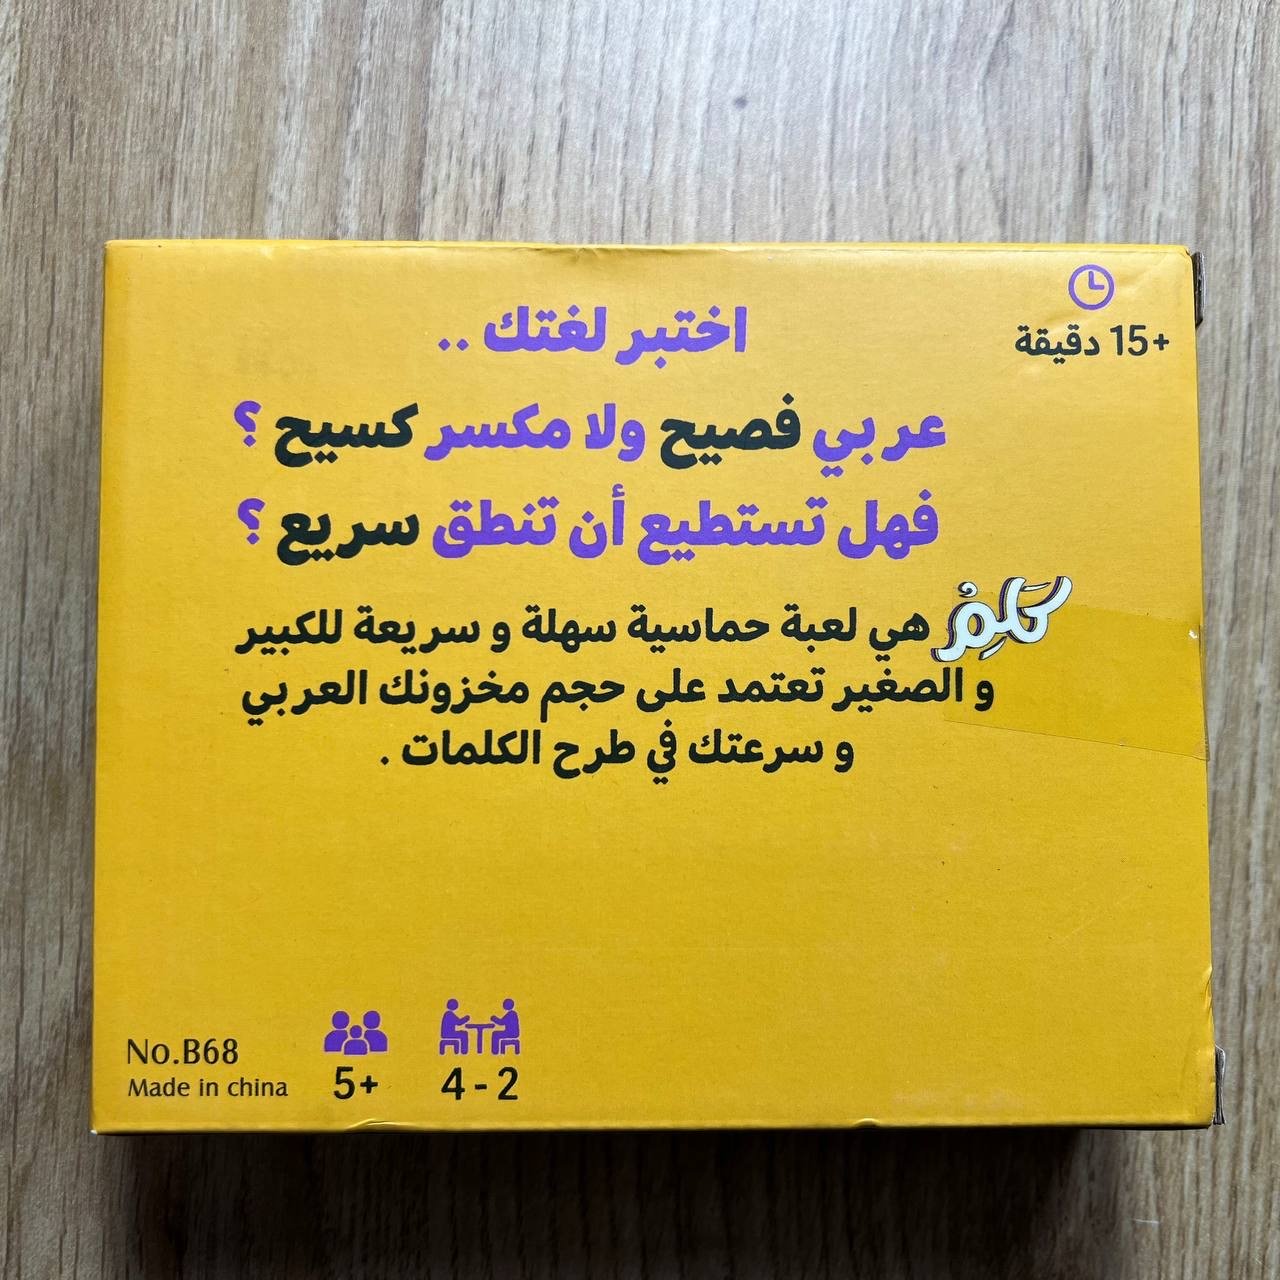 +15 دقيقة
اختبر لغتك ..
عربي فصيح ولا مكسر كسيح ؟
فهل تستطيع أن تنطق سريع ؟
كَلِمُ هي لعبة حماسية سهلة و سريعة للكبير
و الصغير تعتمد على حجم مخزونك العربي
و سرعتك في طرح الكلمات .
No.B68
Made in china
5+
4 - 2